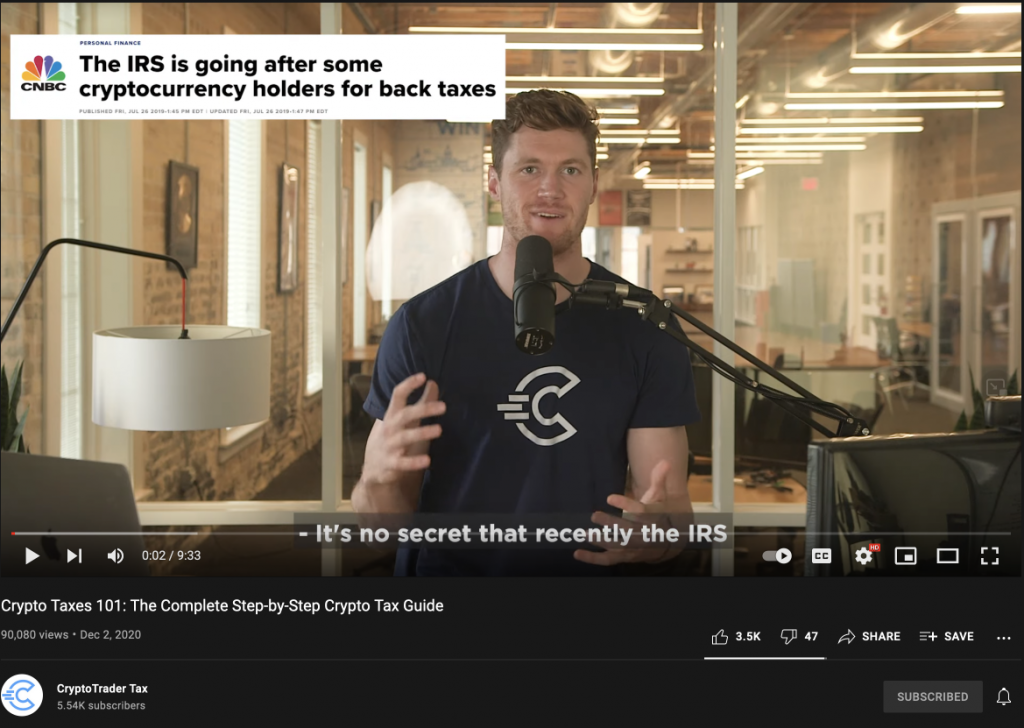 PERSONAL FINANCE
The IRS is going after some
cryptocurrency holders for back taxes
CNBC
PUBLISHED FRI, JUL 26 2019•1:45 PM EDT | UPDATED FRI, JUL 26 2019•1:47 PM EDT
WIN
- It's no secret that recently the IRS
0:02 / 9:33
CC
HD
Crypto Taxes 101: The Complete Step-by-Step Crypto Tax Guide
90,080 views • Dec 2, 2020
3.5K
47
SHARE
SAVE
CryptoTrader Tax
5.54K subscribers
SUBSCRIBED